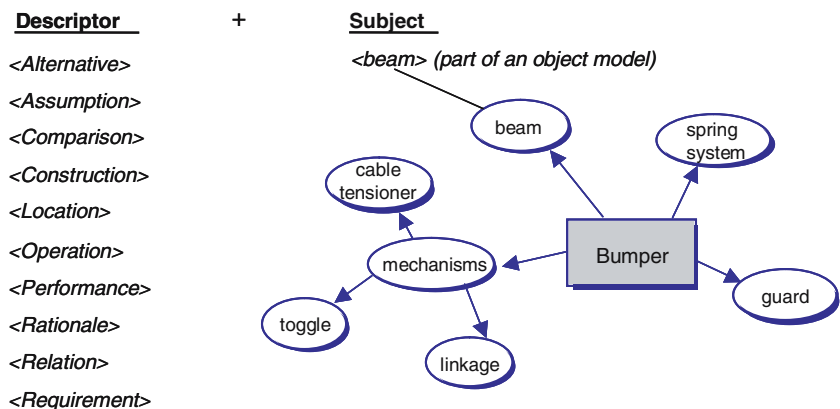 Descriptor + Subject
<Alternative>
<Assumption>
<Comparison>
<Construction>
<Location>
<Operation>
<Performance>
<Rationale>
<Relation>
<Requirement>
<beam> (part of an object model)
beam
spring
system
cable
tensioner
mechanisms
Bumper
toggle
linkage
guard